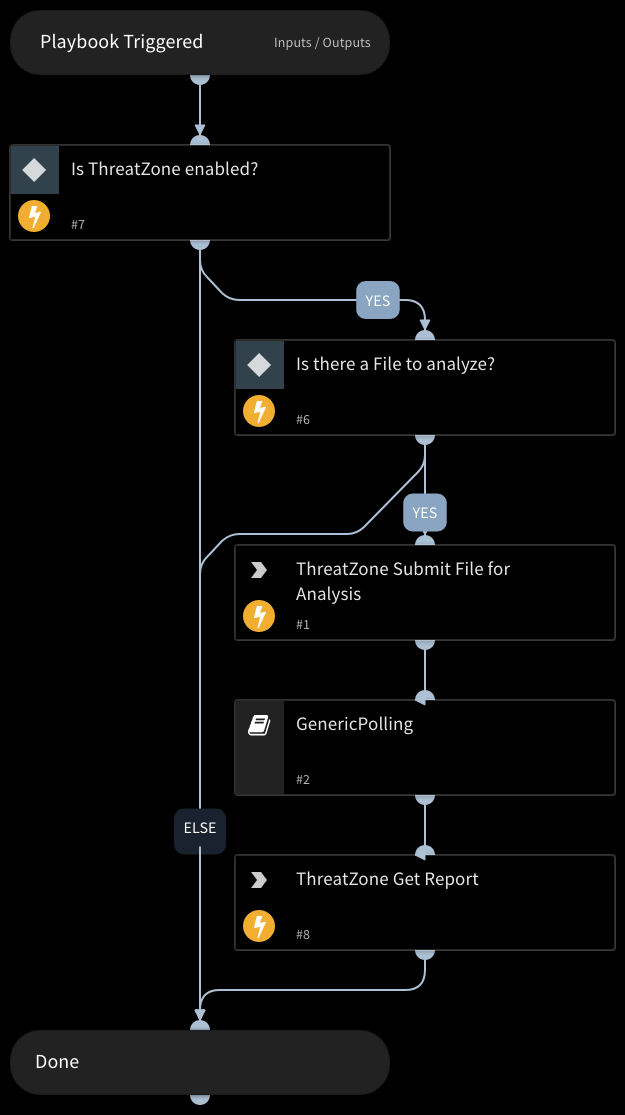 Playbook Triggered
Inputs / Outputs
Is ThreatZone enabled?
#7
YES
Is there a File to analyze?
#6
YES
ThreatZone Submit File for
Analysis
#1
GenericPolling
#2
ELSE
ThreatZone Get Report
#8
Done